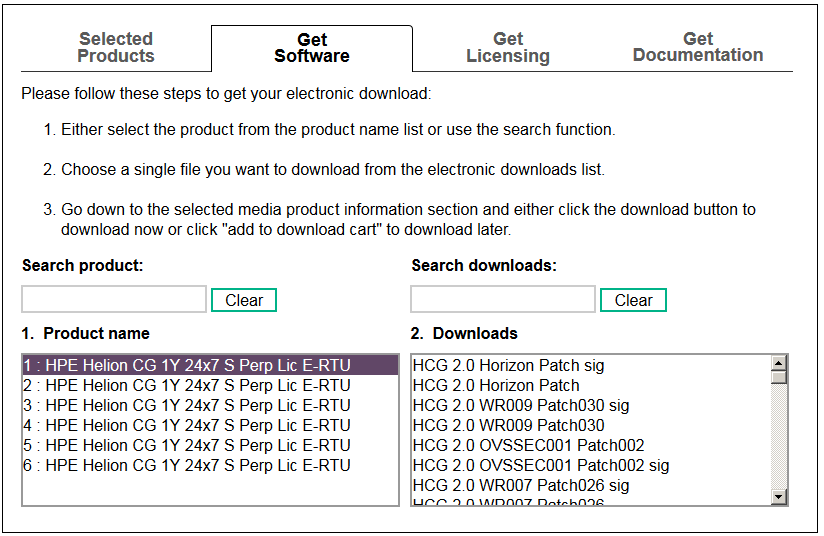 Selected Products
Get Software
Get Licensing
Get Documentation
Please follow these steps to get your electronic download:
1. Either select the product from the product name list or use the search function.
2. Choose a single file you want to download from the electronic downloads list.
3. Go down to the selected media product information section and either click the download button to
download now or click "add to download cart" to download later.
Search product:
Clear
Search downloads:
Clear
1. Product name
1 : HPE Helion CG 1Y 24x7 S Perp Lic E-RTU
2 : HPE Helion CG 1Y 24x7 S Perp Lic E-RTU
3 : HPE Helion CG 1Y 24x7 S Perp Lic E-RTU
4 : HPE Helion CG 1Y 24x7 S Perp Lic E-RTU
5 : HPE Helion CG 1Y 24x7 S Perp Lic E-RTU
6 : HPE Helion CG 1Y 24x7 S Perp Lic E-RTU
2. Downloads
HCG 2.0 Horizon Patch sig
HCG 2.0 Horizon Patch
HCG 2.0 WR009 Patch030 sig
HCG 2.0 WR009 Patch030
HCG 2.0 OVSSEC001 Patch002
HCG 2.0 OVSSEC001 Patch002 sig
HCG 2.0 WR007 Patch026 sig
HCG 2.0 WR007 Patch026